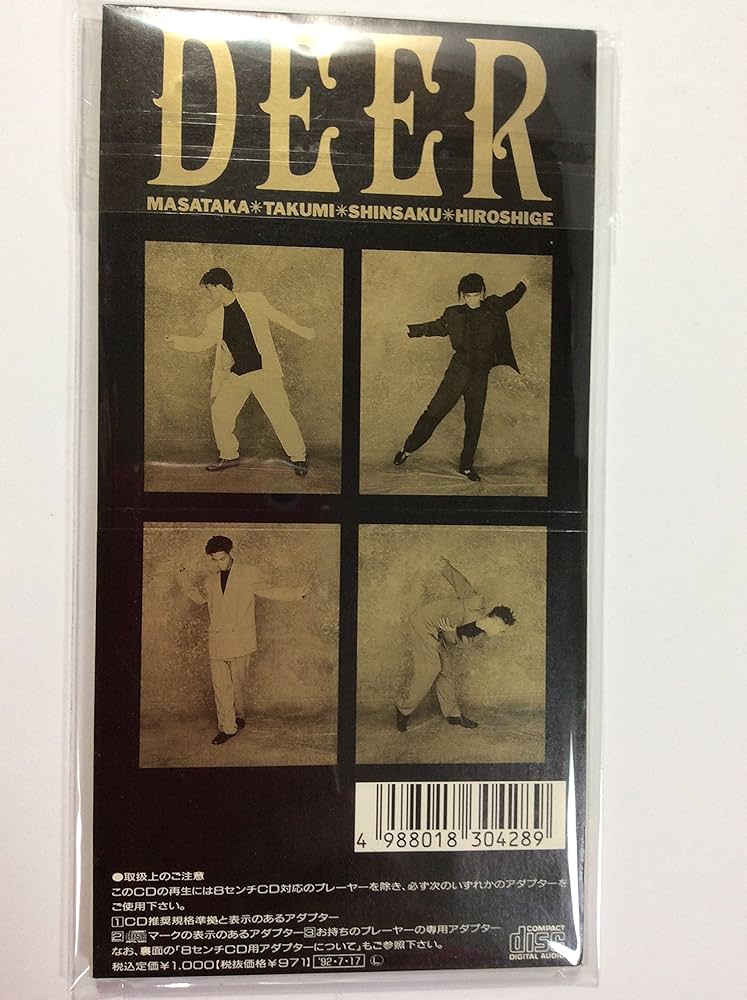 DEER
MASATAKA*TAKUMI*SHINSAKU*HIROSHIGE
4 988018 304289
●取扱上のご注意
このCDの再生には8センチCD対応のプレーヤーを除き、必ず次のいずれかのアダプターを
ご使用下さい。
1CD推奨規格準拠と表示のあるアダプター
2 マークの表示のあるアダプター3お持ちのプレーヤーの専用アダプター
なお、裏面の「8センチCD用アダプターについて」もご参照下さい。
税込定価¥1,000【税抜価格¥971】 '92・7・17 Ⓛ
COMPACT
disc
DIGITAL AUDIO